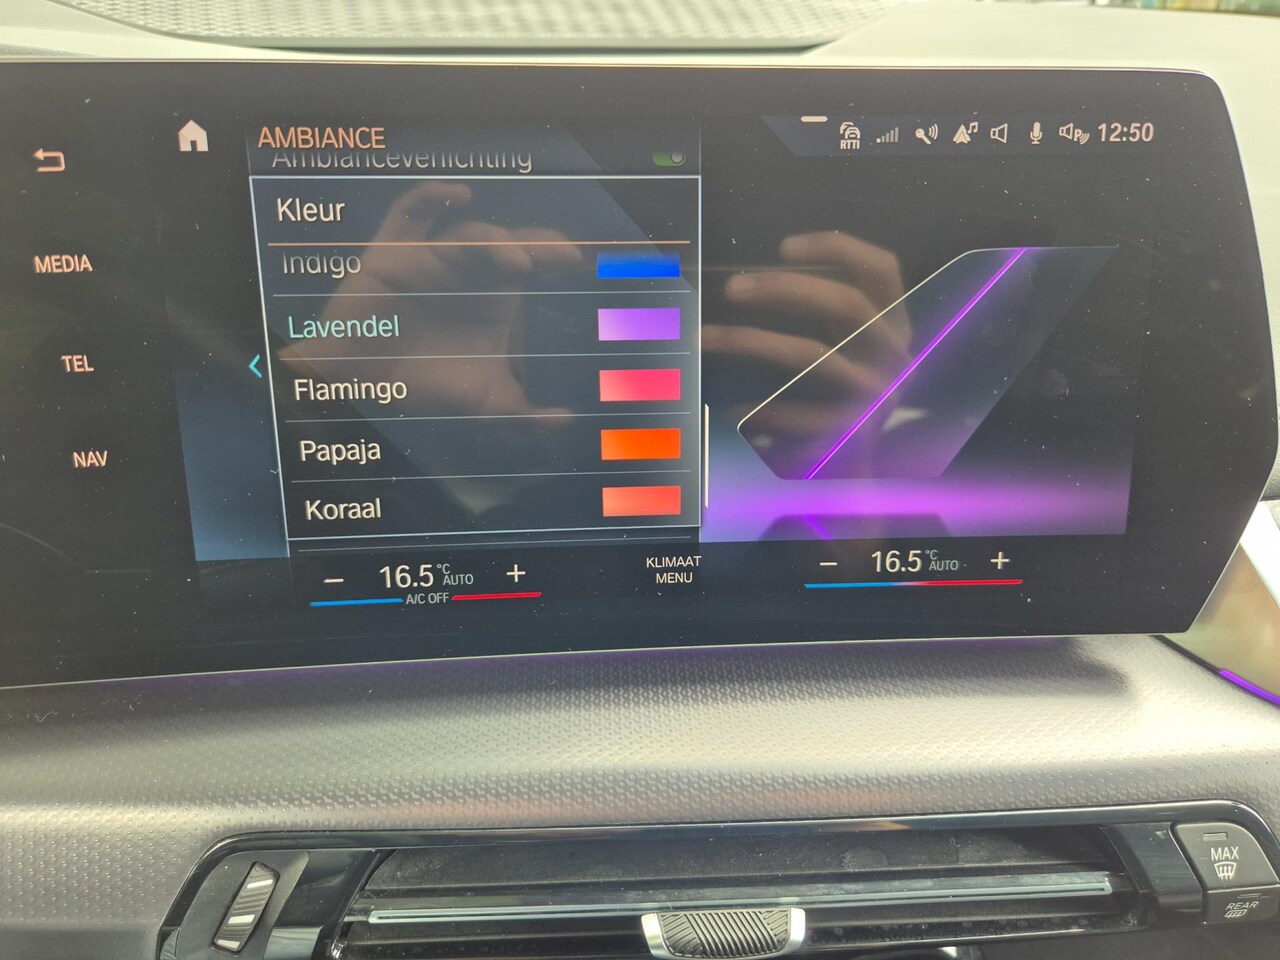 AMBIANCE
RTTI
P
12:50
Ambianceverlichting
Kleur
MEDIA
Indigo
Lavendel
TEL
Flamingo
NAV
Papaja
Koraal
− 16.5 °C AUTO +
A/C OFF
KLIMAAT
MENU
− 16.5 °C AUTO +
MAX
REAR